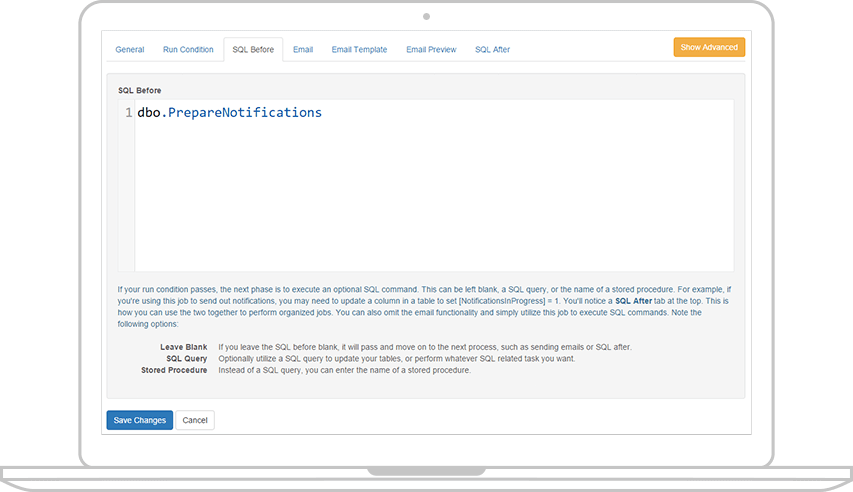 General Run Condition SQL Before Email Email Template Email Preview SQL After Show Advanced
SQL Before
1 dbo.PrepareNotifications
If your run condition passes, the next phase is to execute an optional SQL command. This can be left blank, a SQL query, or the name of a stored procedure. For example, if
you're using this job to send out notifications, you may need to update a column in a table to set [NotificationsInProgress] = 1. You'll notice a SQL After tab at the top. This is
how you can use the two together to perform organized jobs. You can also omit the email functionality and simply utilize this job to execute SQL commands. Note the
following options:
Leave Blank If you leave the SQL before blank, it will pass and move on to the next process, such as sending emails or SQL after.
SQL Query Optionally utilize a SQL query to update your tables, or perform whatever SQL related task you want.
Stored Procedure Instead of a SQL query, you can enter the name of a stored procedure.
Save Changes Cancel